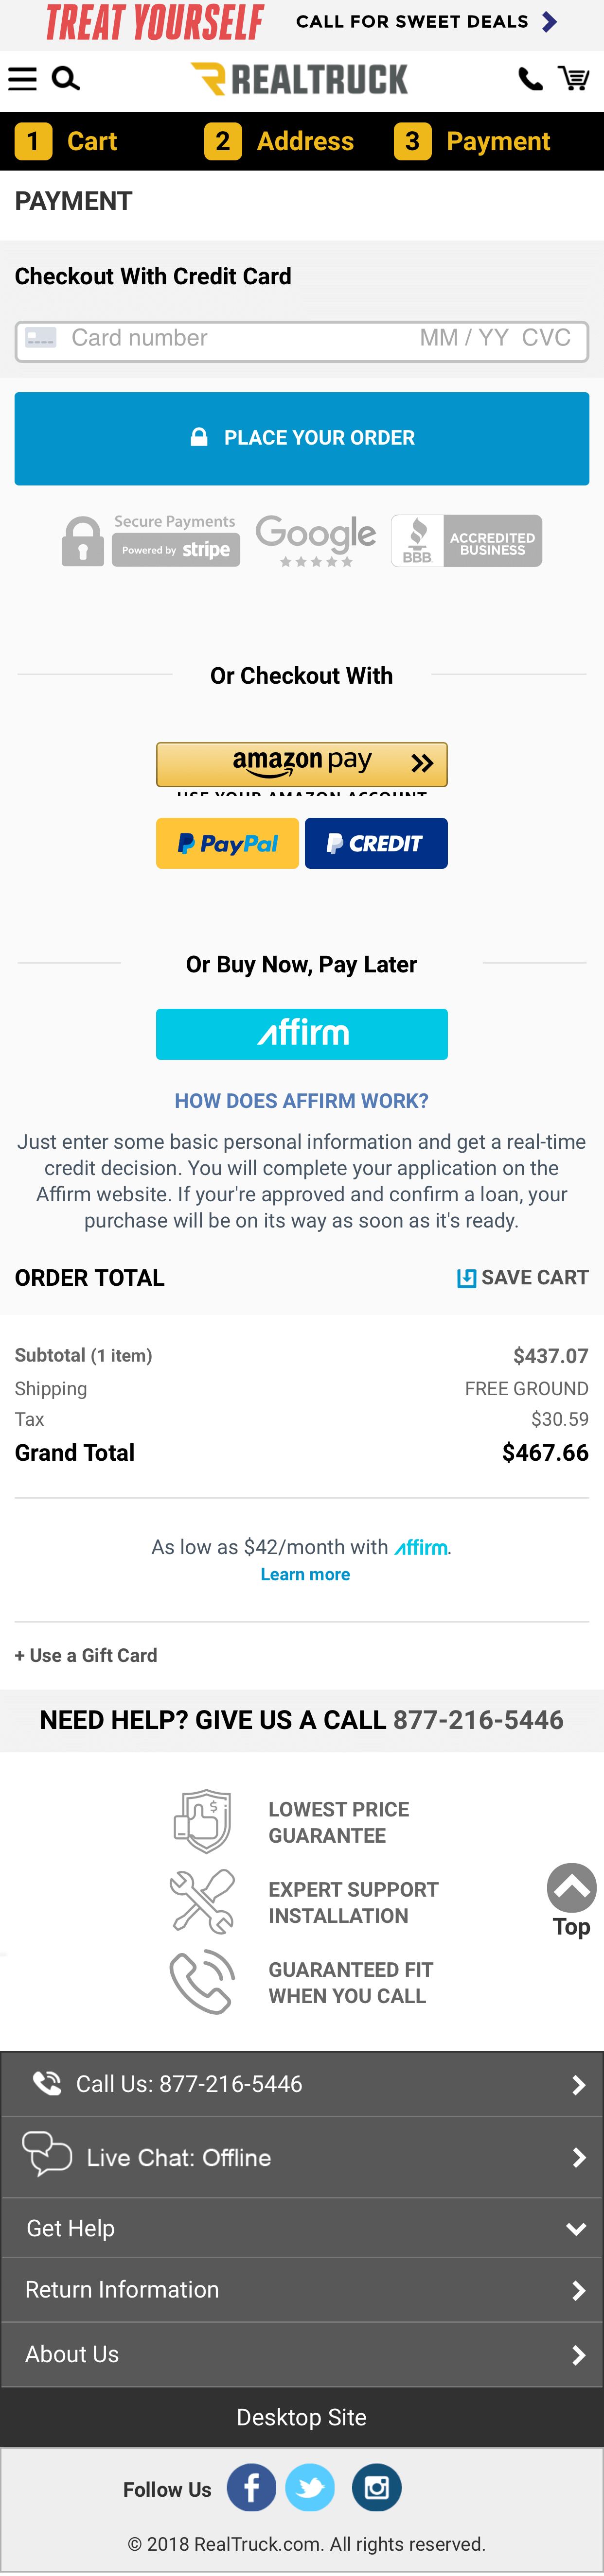 TREAT YOURSELF CALL FOR SWEET DEALS
REALTRUCK
1 Cart 2 Address 3 Payment
PAYMENT
Checkout With Credit Card
Card number MM / YY CVC
PLACE YOUR ORDER
Secure Payments
Powered by stripe
Google
BBB
ACCREDITED
BUSINESS
Or Checkout With
amazon pay
USE YOUR AMAZON ACCOUNT
PayPal
P CREDIT
Or Buy Now, Pay Later
affirm
HOW DOES AFFIRM WORK?
Just enter some basic personal information and get a real-time
credit decision. You will complete your application on the
Affirm website. If your're approved and confirm a loan, your
purchase will be on its way as soon as it's ready.
ORDER TOTAL SAVE CART
Subtotal (1 item) $437.07
Shipping FREE GROUND
Tax $30.59
Grand Total $467.66
As low as $42/month with affirm.
Learn more
+ Use a Gift Card
NEED HELP? GIVE US A CALL 877-216-5446
LOWEST PRICE
GUARANTEE
EXPERT SUPPORT
INSTALLATION
Top
GUARANTEED FIT
WHEN YOU CALL
Call Us: 877-216-5446
Live Chat: Offline
Get Help
Return Information
About Us
Desktop Site
Follow Us
© 2018 RealTruck.com. All rights reserved.